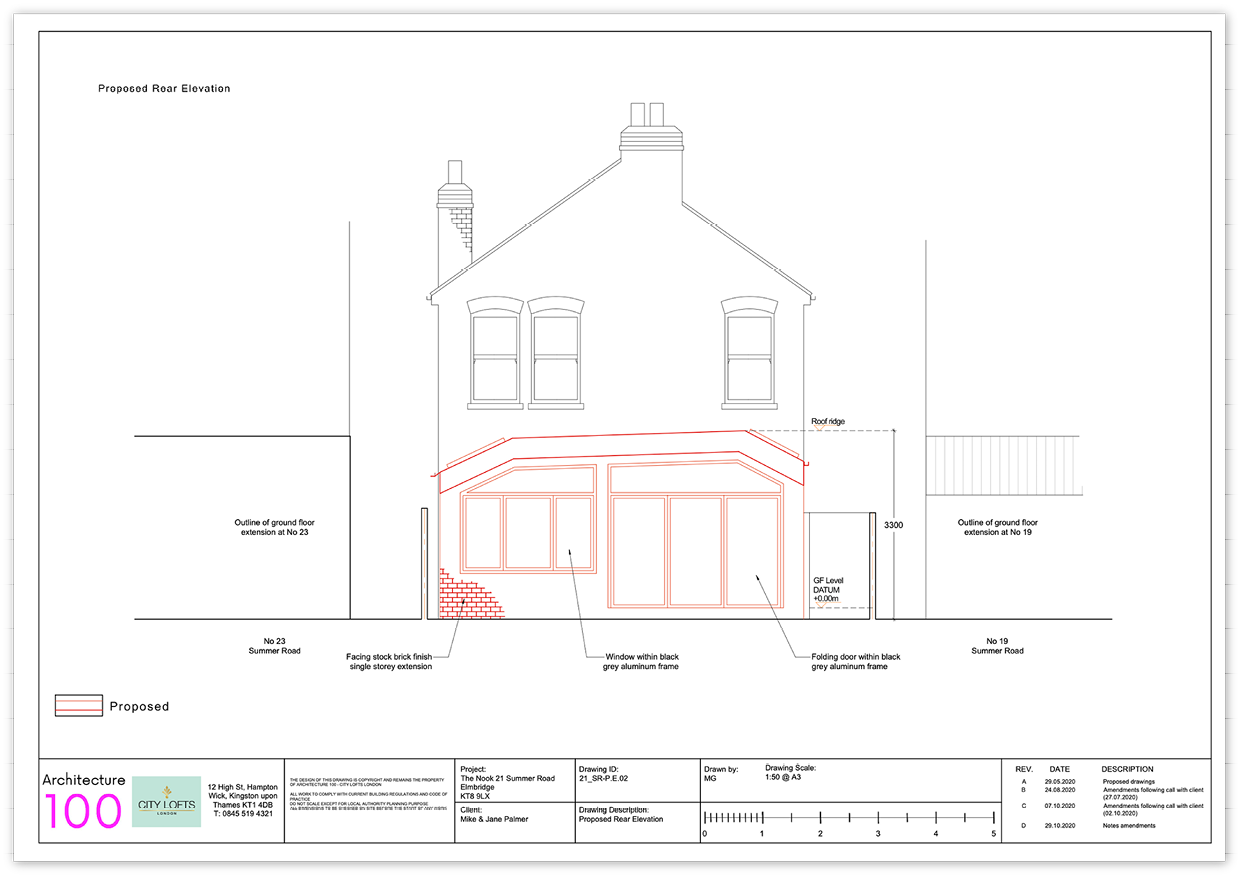 Proposed Rear Elevation
Roof ridge
3300
Outline of ground floor
extension at No 23
Outline of ground floor
extension at No 19
GF Level
DATUM
+0.00m
No 23
Summer Road
No 19
Summer Road
Facing stock brick finish
single storey extension
Window within black
grey aluminum frame
Folding door within black
grey aluminum frame
Proposed
Architecture
100
CITY LOFTS
LONDON
12 High St, Hampton
Wick, Kingston upon
Thames KT1 4DB
T: 0845 519 4321
THE DESIGN OF THIS DRAWING IS COPYRIGHT AND REMAINS THE PROPERTY
OF ARCHITECTURE 100 - CITY LOFTS LONDON
ALL WORK TO COMPLY WITH CURRENT BUILDING REGULATIONS AND CODE OF
PRACTICE
DO NOT SCALE EXCEPT FOR LOCAL AUTHORITY PLANNING PURPOSE
Project:
The Nook 21 Summer Road
Elmbridge
KT8 9LX
Client:
Mike & Jane Palmer
Drawing ID:
21_SR-P.E.02
Drawing Description:
Proposed Rear Elevation
Drawn by:
MG
Drawing Scale:
1:50 @ A3
0 1 2 3 4 5
REV. DATE DESCRIPTION
A 29.05.2020 Proposed drawings
B 24.08.2020 Amendments following call with client
(27.07.2020)
C 07.10.2020 Amendments following call with client
(02.10.2020)
D 29.10.2020 Notes amendments